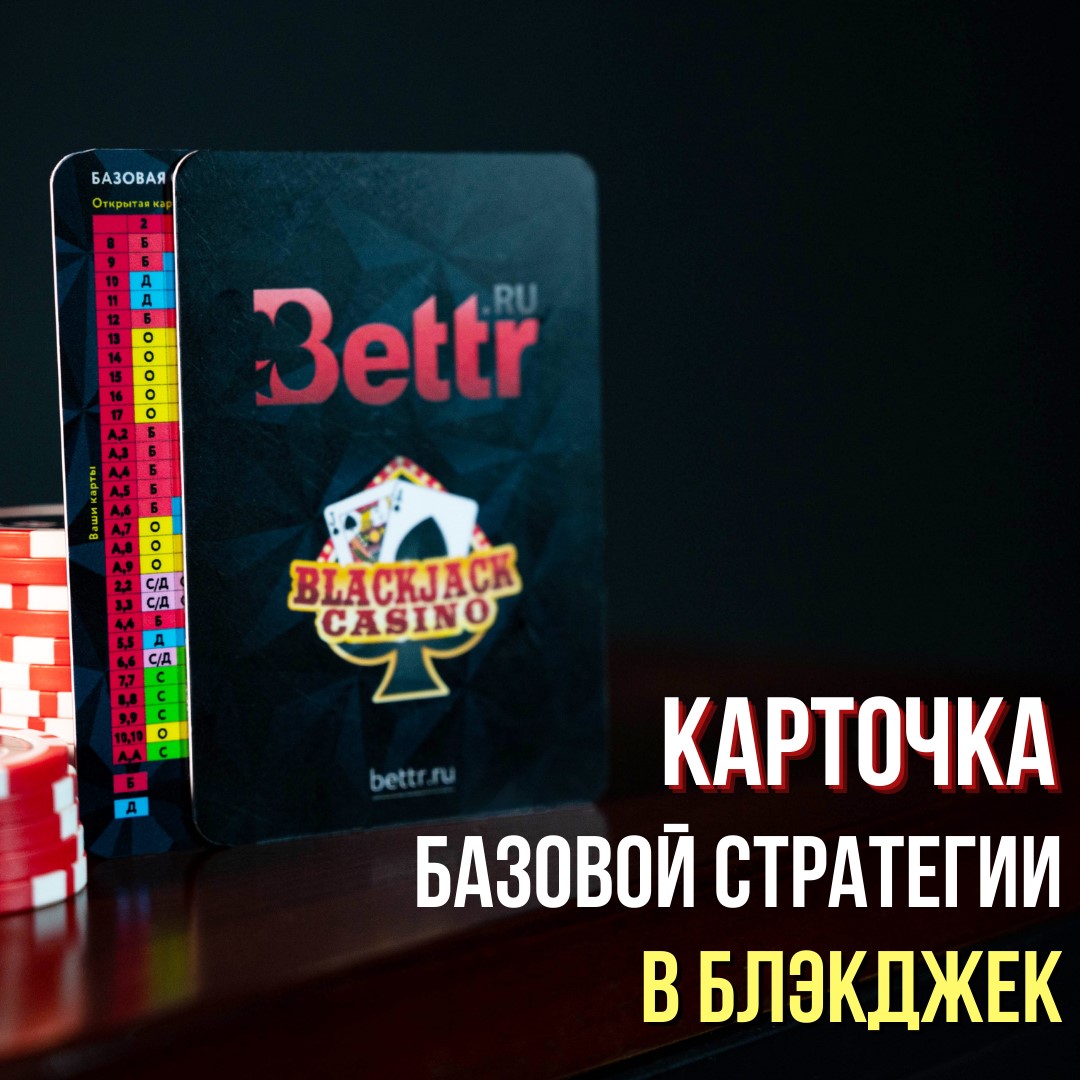 БАЗОВАЯ
Открытая кар
2
8 Б
9 Б
10 Д
11 Д
12 Б
13 О
14 О
15 О
16 О
17 О
А,2 Б
А,3 Б
А,4 Б
А,5 Б
А,6 Б
А,7 О
А,8 О
А,9 О
2,2 С/Д
3,3 С/Д
4,4 Б
5,5 Д
6,6 С/Д
7,7 С
8,8 С
9,9 С
10,10 О
А,А С
Б
Д
Ваши карты
Bettr.RU
J
A
BLACKJACK
CASINO
bettr.ru
КАРТОЧКА
БАЗОВОЙ СТРАТЕГИИ
В БЛЭКДЖЕК